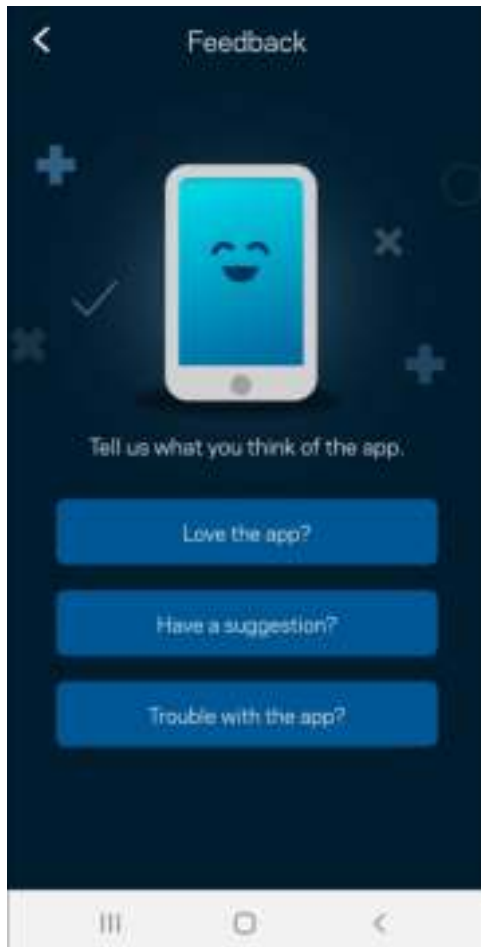 Feedback
Tell us what you think of the app.
Love the app?
Have a suggestion?
Trouble with the app?